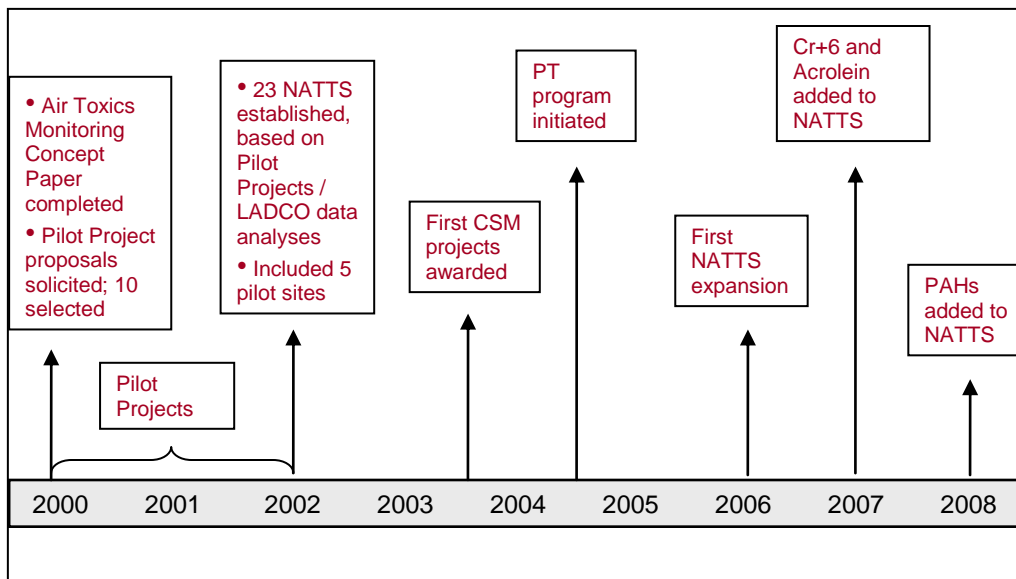 • Air Toxics
Monitoring
Concept
Paper
completed
• Pilot Project
proposals
solicited; 10
selected
Pilot
Projects
• 23 NATTS
established,
based on
Pilot
Projects /
LADCO data
analyses
• Included 5
pilot sites
First CSM
projects
awarded
PT
program
initiated
First
NATTS
expansion
Cr+6 and
Acrolein
added to
NATTS
PAHs
added to
NATTS
2000 2001 2002 2003 2004 2005 2006 2007 2008